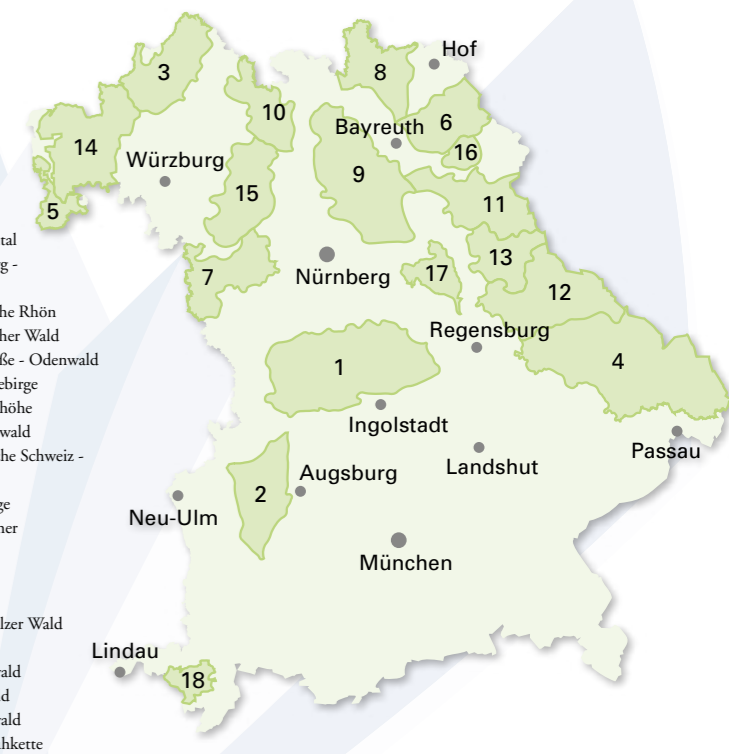 Hof
3
8
10
Bayreuth
6
14
Würzburg
9
16
15
11
5
tal
rg -
7
Nürnberg
17
13
12
he Rhön
her Wald
ße - Odenwald
ebirge
höhe
wald
he Schweiz -
Regensburg
1
4
Ingolstadt
Landshut
Passau
2
Augsburg
Neu-Ulm
ge
her
München
lzer Wald
Lindau
ald
18
d
ald
hkette